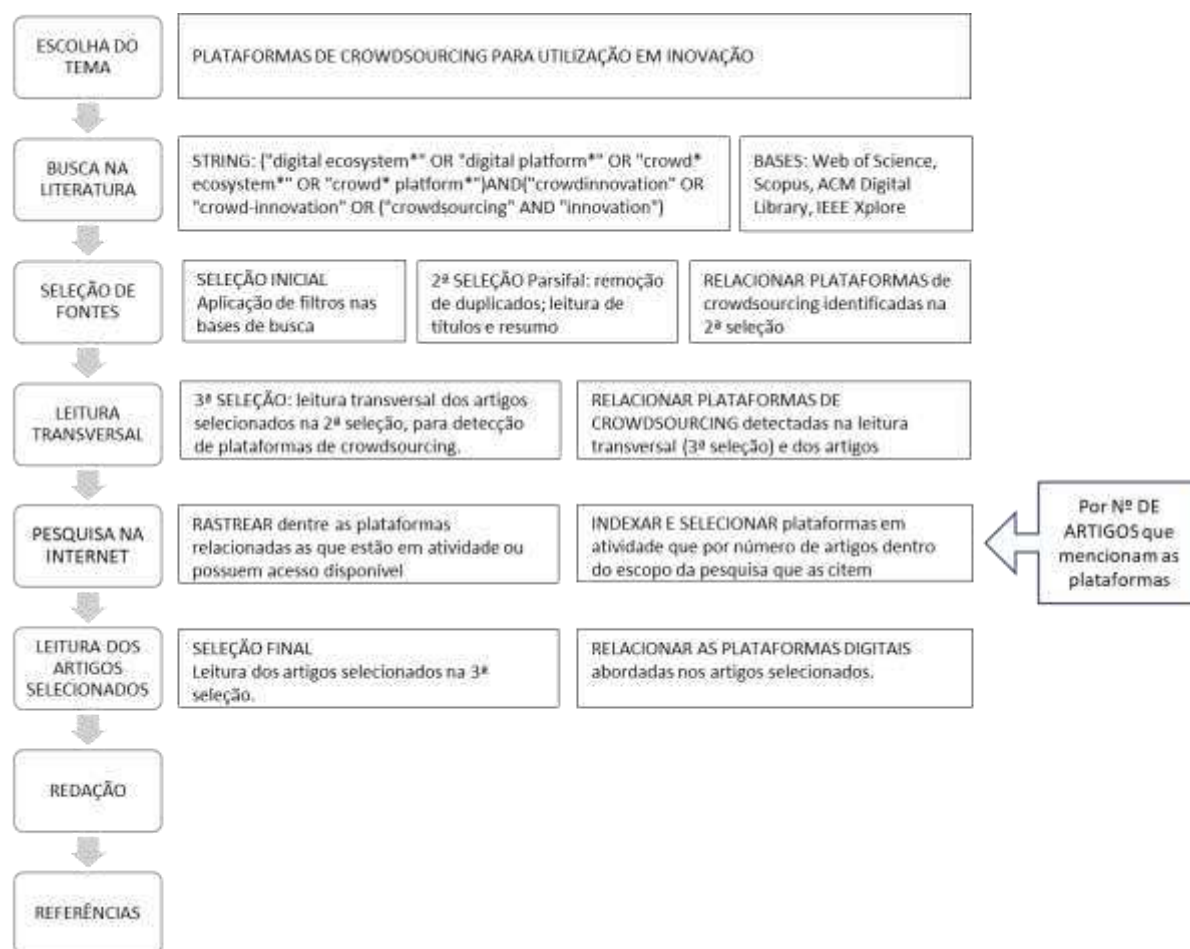 ESCOLHA DO
TEMA
PLATAFORMAS DE CROWDSOURCING PARA UTILIZAÇÃO EM INOVAÇÃO
BUSCA NA
LITERATURA
STRING: ("digital ecosystem*" OR "digital platform*" OR "crowd*
ecosystem*" OR "crowd* platform*")AND("crowdinnovation" OR
"crowd-innovation" OR ("crowdsourcing" AND "innovation")
BASES: Web of Science,
Scopus, ACM Digital
Library, IEEE Xplore
SELEÇÃO DE
FONTES
SELEÇÃO INICIAL
Aplicação de filtros nas
bases de busca
2ª SELEÇÃO Parsifal: remoção
de duplicados; leitura de
títulos e resumo
RELACIONAR PLATAFORMAS de
crowdsourcing identificadas na
2ª seleção
LEITURA
TRANSVERSAL
3ª SELEÇÃO: leitura transversal dos artigos
selecionados na 2ª seleção, para detecção
de plataformas de crowdsourcing.
RELACIONAR PLATAFORMAS DE
CROWDSOURCING detectadas na leitura
transversal (3ª seleção) e dos artigos
PESQUISA NA
INTERNET
RASTREAR dentre as plataformas
relacionadas as que estão em atividade ou
possuem acesso disponível
INDEXAR E SELECIONAR plataformas em
atividade que por número de artigos dentro
do escopo da pesquisa que as citem
Por Nº DE
ARTIGOS que
mencionam as
plataformas
LEITURA DOS
ARTIGOS
SELECIONADOS
SELEÇÃO FINAL
Leitura dos artigos selecionados na 3ª
seleção.
RELACIONAR AS PLATAFORMAS DIGITAIS
abordadas nos artigos selecionados.
REDAÇÃO
REFERÊNCIAS